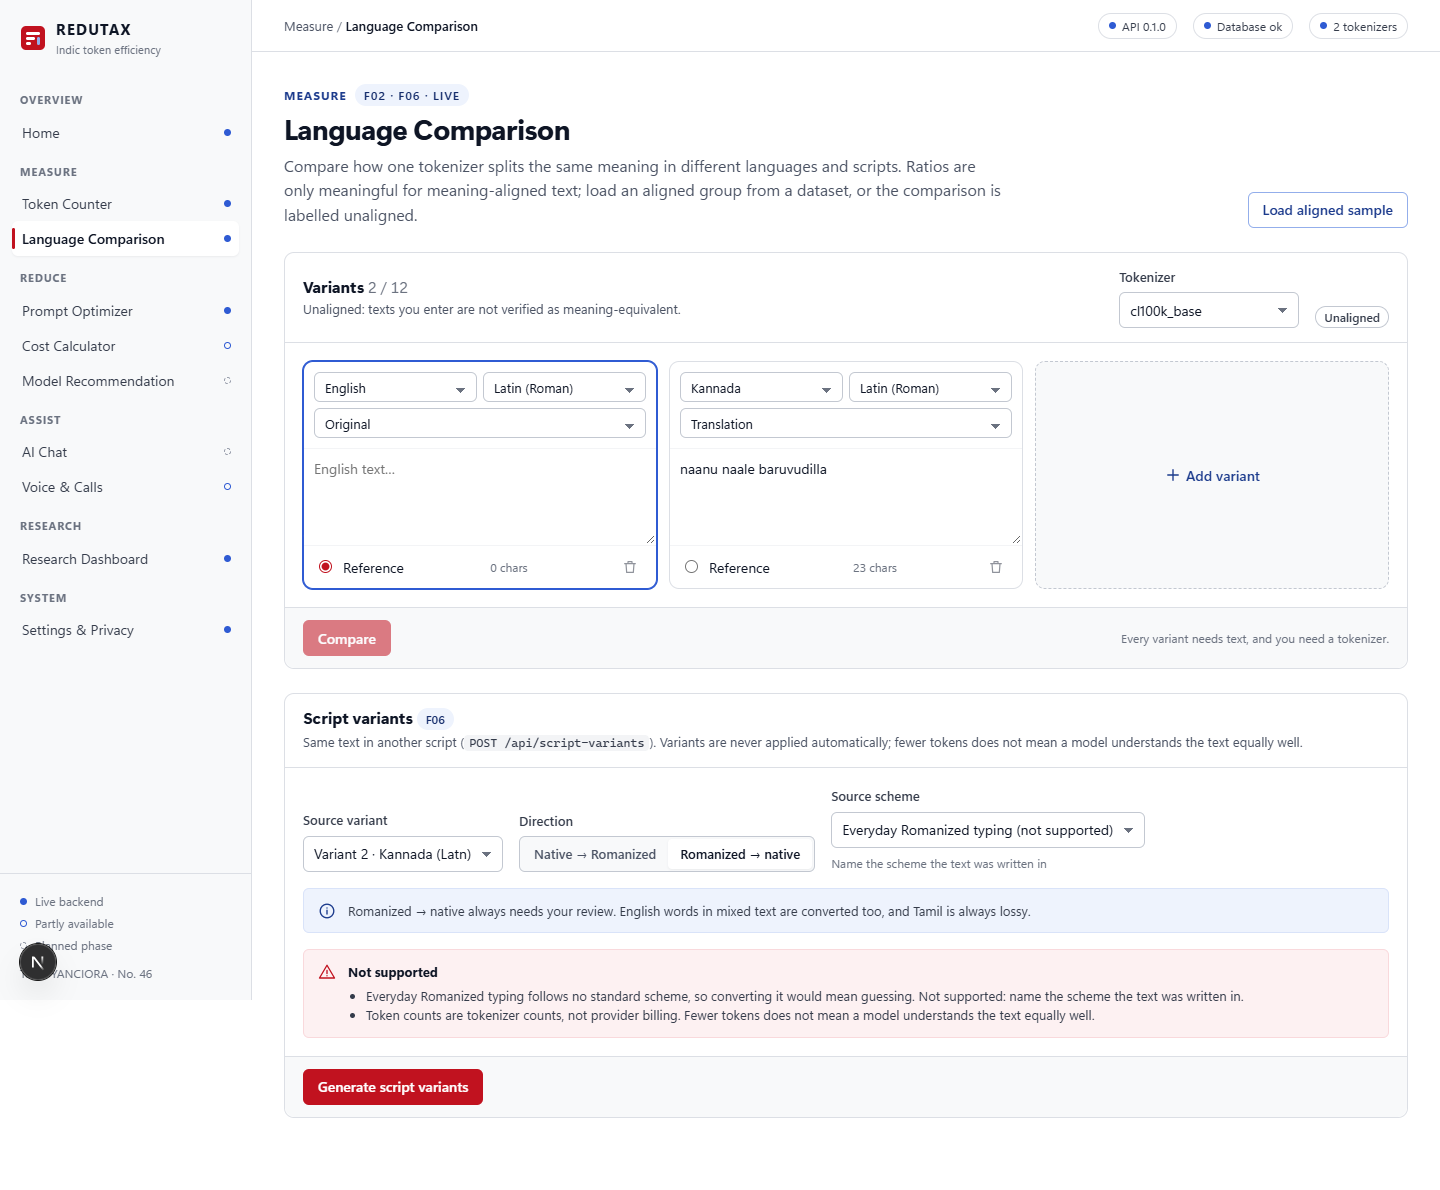 REDUTAX
Indic token efficiency
OVERVIEW
Home
MEASURE
Token Counter
Language Comparison
REDUCE
Prompt Optimizer
Cost Calculator
Model Recommendation
ASSIST
AI Chat
Voice & Calls
RESEARCH
Research Dashboard
SYSTEM
Settings & Privacy
Live backend
Partly available
phase
N
· No. 46
Measure / Language Comparison
API 0.1.0
Database ok
2 tokenizers
MEASURE F02 · F06 · LIVE
Language Comparison
Compare how one tokenizer splits the same meaning in different languages and scripts. Ratios are
only meaningful for meaning-aligned text; load an aligned group from a dataset, or the comparison is
labelled unaligned.
Load aligned sample
Variants 2 / 12
Unaligned: texts you enter are not verified as meaning-equivalent.
Tokenizer
cl100k_base
Unaligned
English
Latin (Roman)
Original
English text...
Reference
0 chars
Kannada
Latin (Roman)
Translation
naanu naale baruvudilla
Reference
23 chars
+ Add variant
Compare
Every variant needs text, and you need a tokenizer.
Script variants F06
Same text in another script ( POST /api/script-variants ). Variants are never applied automatically; fewer tokens does not mean a model understands the text equally well.
Source variant
Variant 2 · Kannada (Latn)
Direction
Native → Romanized
Romanized → native
Source scheme
Everyday Romanized typing (not supported)
Name the scheme the text was written in
Romanized → native always needs your review. English words in mixed text are converted too, and Tamil is always lossy.
Not supported
• Everyday Romanized typing follows no standard scheme, so converting it would mean guessing. Not supported: name the scheme the text was written in.
• Token counts are tokenizer counts, not provider billing. Fewer tokens does not mean a model understands the text equally well.
Generate script variants